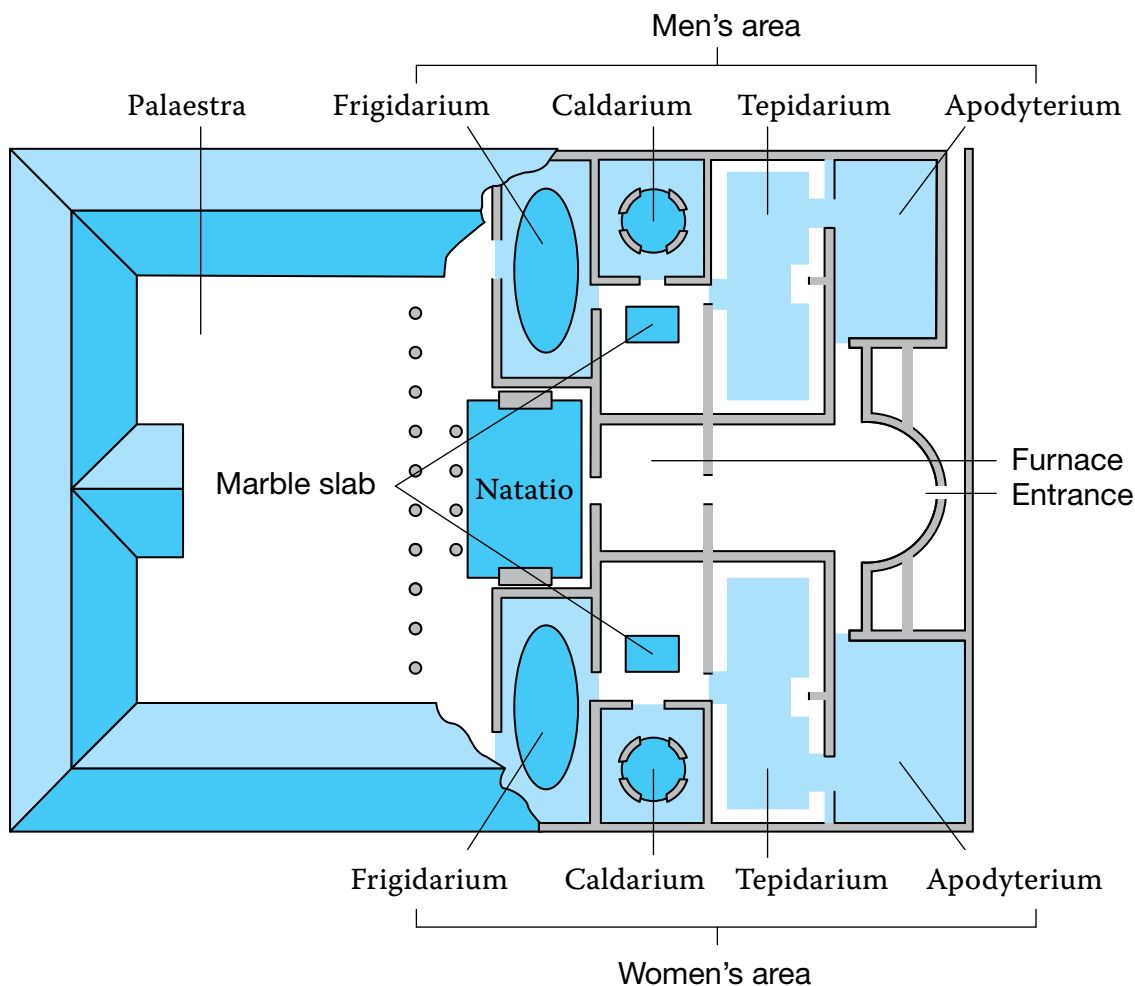 Men’s area
Palaestra Frigidarium Caldarium Tepidarium Apodyterium
Furnace
Marble slab Natatio
Entrance
Frigidarium Caldarium Tepidarium Apodyterium
Women’s area